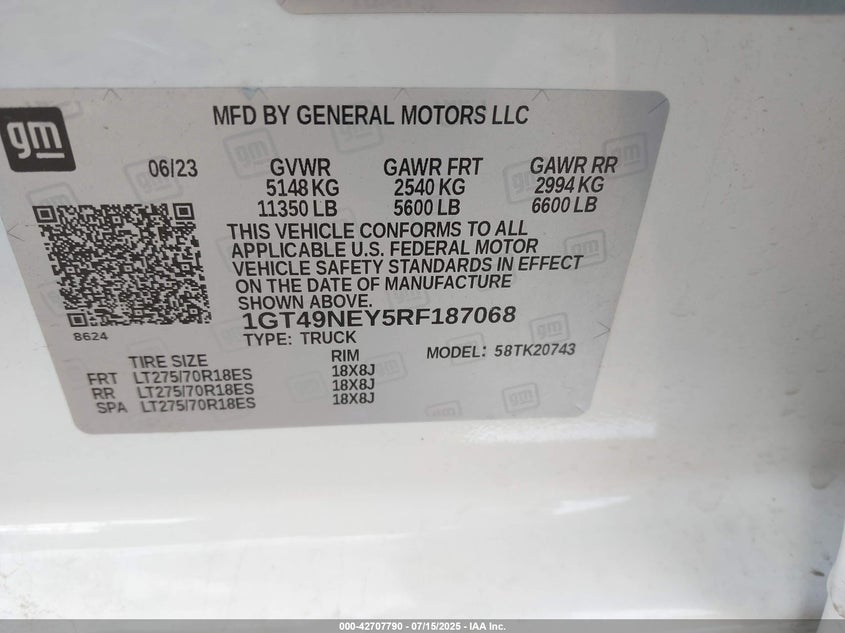 gm
MFD BY GENERAL MOTORS LLC
06/23 GVWR GAWR FRT GAWR RR
5148 KG 2540 KG 2994 KG
11350 LB 5600 LB 6600 LB
THIS VEHICLE CONFORMS TO ALL
APPLICABLE U.S. FEDERAL MOTOR
VEHICLE SAFETY STANDARDS IN EFFECT
ON THE DATE OF MANUFACTURE
SHOWN ABOVE.
8624
1GT49NEY5RF187068
TYPE: TRUCK
TIRE SIZE RIM MODEL: 58TK20743
FRT LT275/70R18ES 18X8J
RR LT275/70R18ES 18X8J
SPA LT275/70R18ES 18X8J
000-42707790 - 07/15/2025 - IAA Inc.